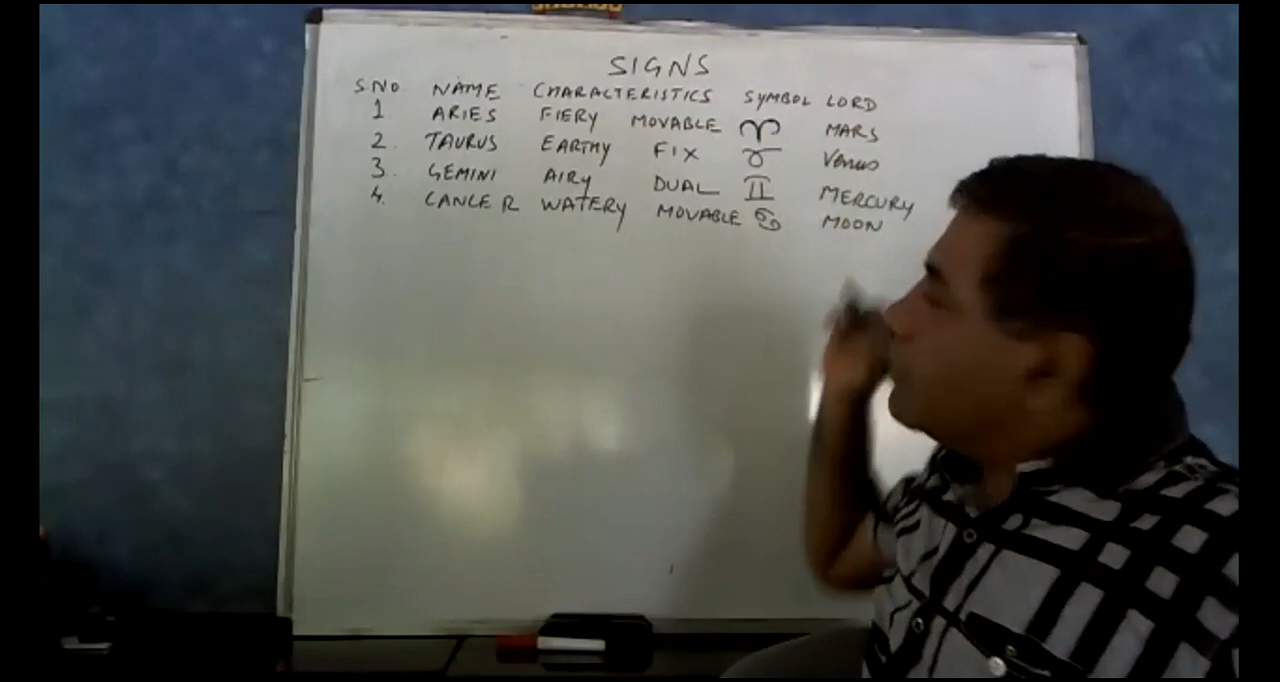 SIGNS
S NO. NAME CHARACTERISTICS SYMBOL LORD
1 ARIES FIERY MOVABLE ♈ MARS
2. TAURUS EARTHY FIX ♉ Venus
3. GEMINI AIRY DUAL ♊ MERCURY
4. CANCER WATERY MOVABLE ♋ MOON